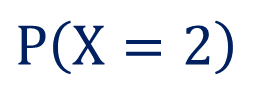 P(X = 2)